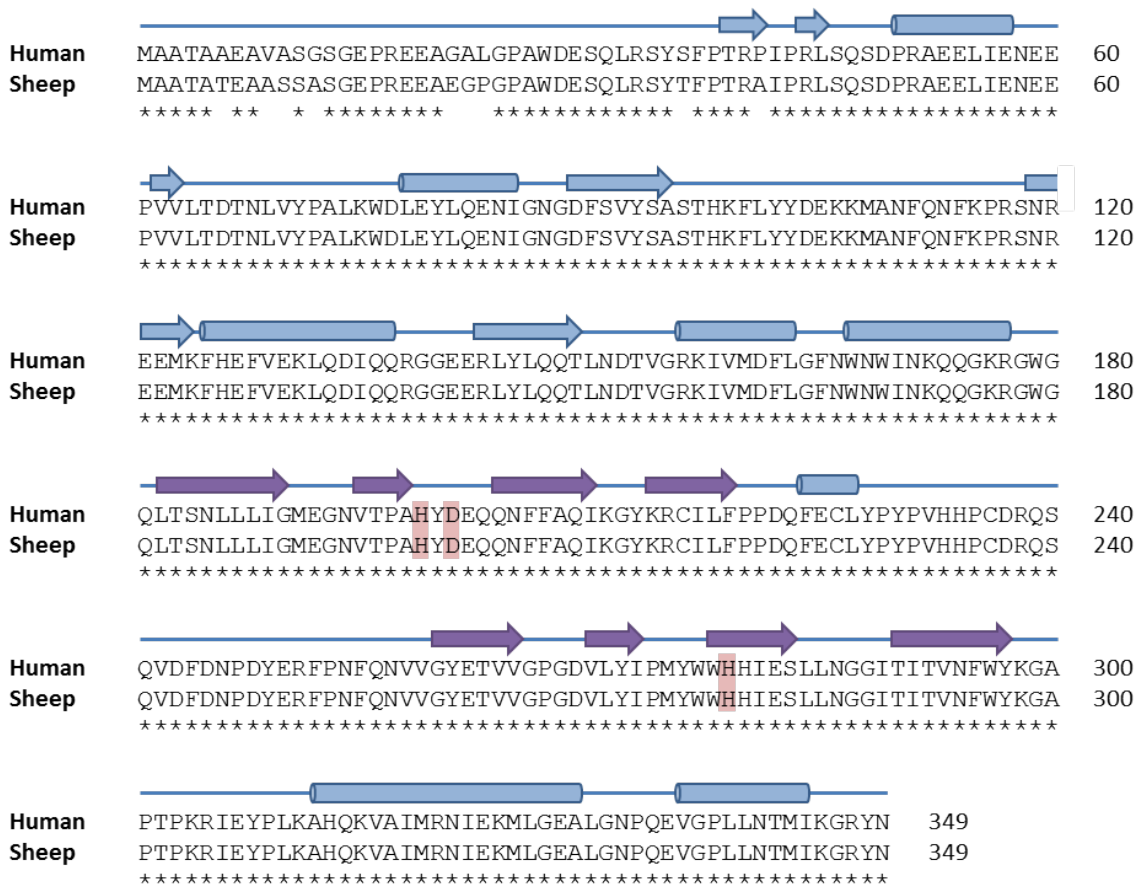 Human MAATAAEAVASGSGEPREEAGALGPAWDESQLRSYSFPTRPIPRLSQSDPRAEELIENEE 60
Sheep MAATATEAASSASGEPREEAEGPGPAWDESQLRSYTFPTRAIPRLSQSDPRAEELIENEE 60
***** **  * ********   ************ **** *******************
Human PVVLTDTNLVYPALKWDLEYLQENIGNGDFSVYSASTHKFLYYDEKKMANFQNFKPRSNR 120
Sheep PVVLTDTNLVYPALKWDLEYLQENIGNGDFSVYSASTHKFLYYDEKKMANFQNFKPRSNR 120
************************************************************
Human EEMKFHEFVEKLQDIQQRGGEERLYLQQTLNDTVGRKIVMDFLGFNWNWINKQQGKRGWG 180
Sheep EEMKFHEFVEKLQDIQQRGGEERLYLQQTLNDTVGRKIVMDFLGFNWNWINKQQGKRGWG 180
************************************************************
Human QLTSNLLLIGMEGNVTPAHYDEQQNFFAQIKGYKRCILFPPDQFECLYPYPVHHPCDRQS 240
Sheep QLTSNLLLIGMEGNVTPAHYDEQQNFFAQIKGYKRCILFPPDQFECLYPYPVHHPCDRQS 240
************************************************************
Human QVDFDNPDYERFPNFQNVVGYETVVGPGDVLYIPMYWWHHIESLLNGGITITVNFWYKGA 300
Sheep QVDFDNPDYERFPNFQNVVGYETVVGPGDVLYIPMYWWHHIESLLNGGITITVNFWYKGA 300
************************************************************
Human PTPKRIEYPLKAHQKVAIMRNIEKMLGEALGNPQEVGPLLNTMIKGRYN 349
Sheep PTPKRIEYPLKAHQKVAIMRNIEKMLGEALGNPQEVGPLLNTMIKGRYN 349
*************************************************